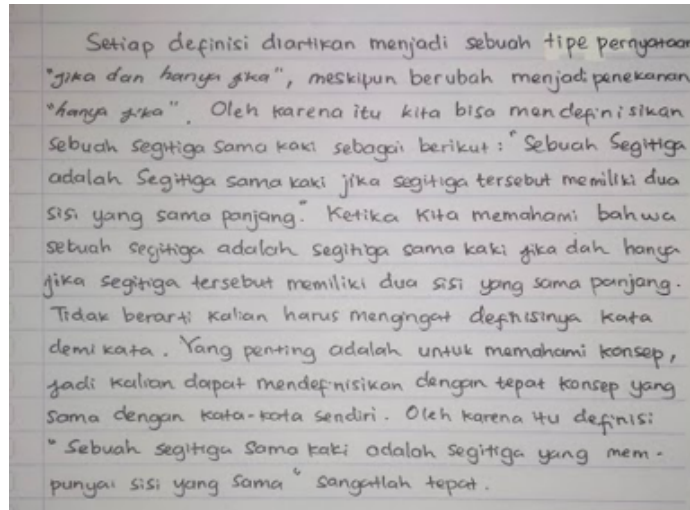 Setiap definisi diartikan menjadi sebuah tipe pernyataan
"jika dan hanya jika", meskipun berubah menjadi penekanan
"hanya jika". Oleh karena itu kita bisa mendefinisikan
sebuah segitiga sama kaki sebagai berikut : "Sebuah Segitiga
adalah Segitiga sama kaki jika segitiga tersebut memiliki dua
sisi yang sama panjang." Ketika Kita memahami bahwa
sebuah segitiga adalah segitiga sama kaki jika dah hanya
jika segitiga tersebut memiliki dua sisi yang sama panjang.
Tidak berarti kalian harus mengingat definisinya kata
demi kata. Yang penting adalah untuk memahami konsep,
jadi kalian dapat mendefinisikan dengan tepat konsep yang
sama dengan kata-kata sendiri. Oleh karena itu definisi
"Sebuah segitiga sama kaki adalah segitiga yang mem-
punyai sisi yang sama" sangatlah tepat.